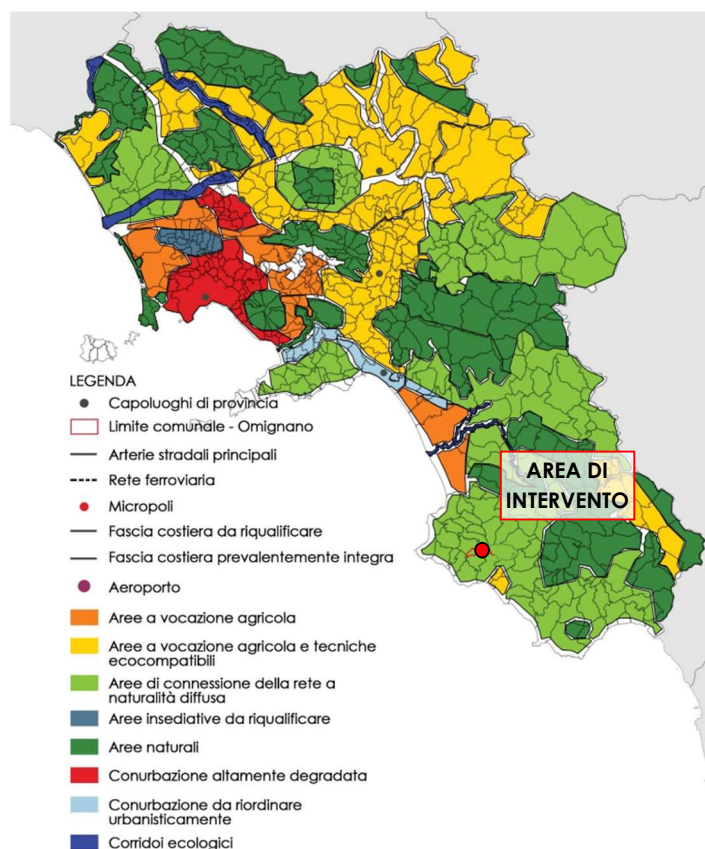 LEGENDA
Capoluoghi di provincia
Limite comunale - Omignano
Arterie stradali principali
Rete ferroviaria
Micropoli
Fascia costiera da riqualificare
Fascia costiera prevalentemente integra
Aeroporto
Aree a vocazione agricola
Aree a vocazione agricola e tecniche
ecocompatibili
Aree di connessione della rete a
naturalità diffusa
Aree insediative da riqualificare
Aree naturali
Conurbazione altamente degradata
Conurbazione da riordinare
urbanisticamente
Corridoi ecologici
AREA DI
INTERVENTO